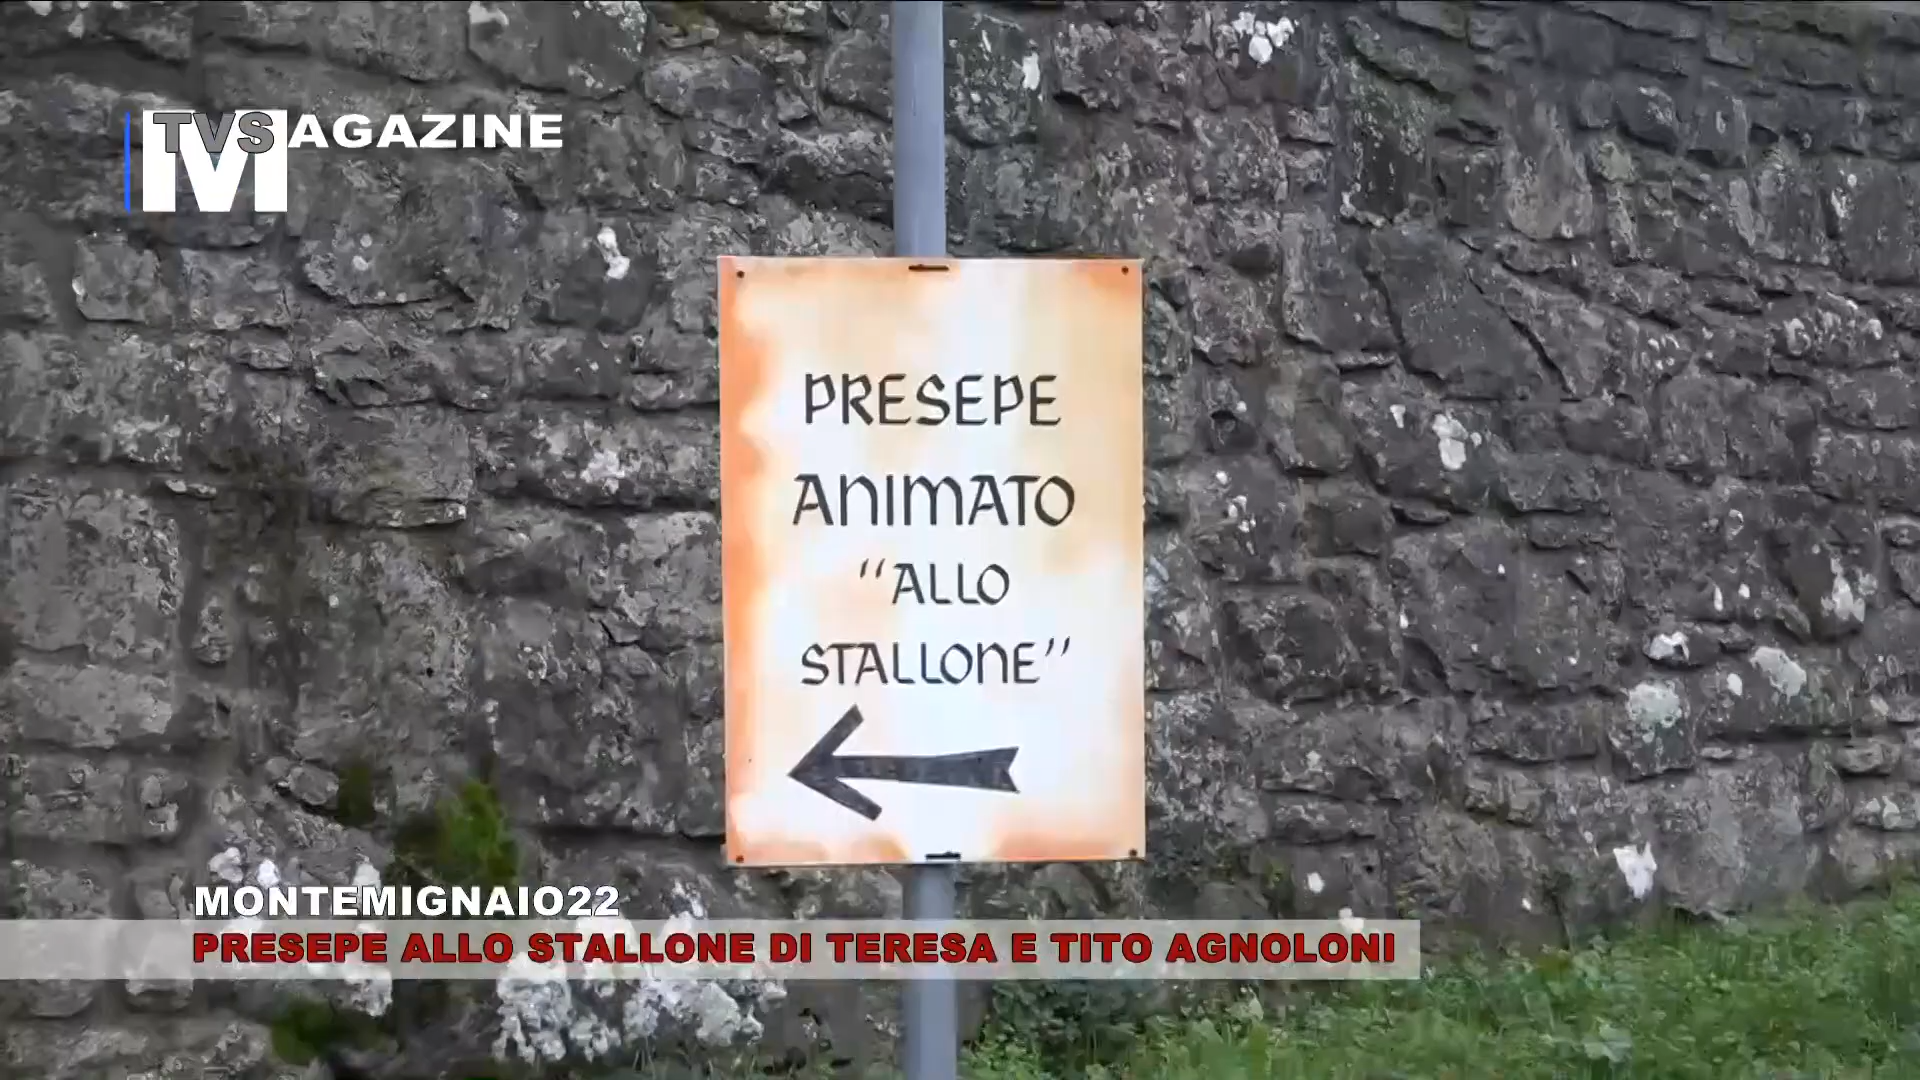 TVS MAGAZINE
PRESEPE
ANIMATO
"ALLO
STALLONE"
MONTEMIGNAIO22
PRESEPE ALLO STALLONE DI TERESA E TITO AGNOLONI